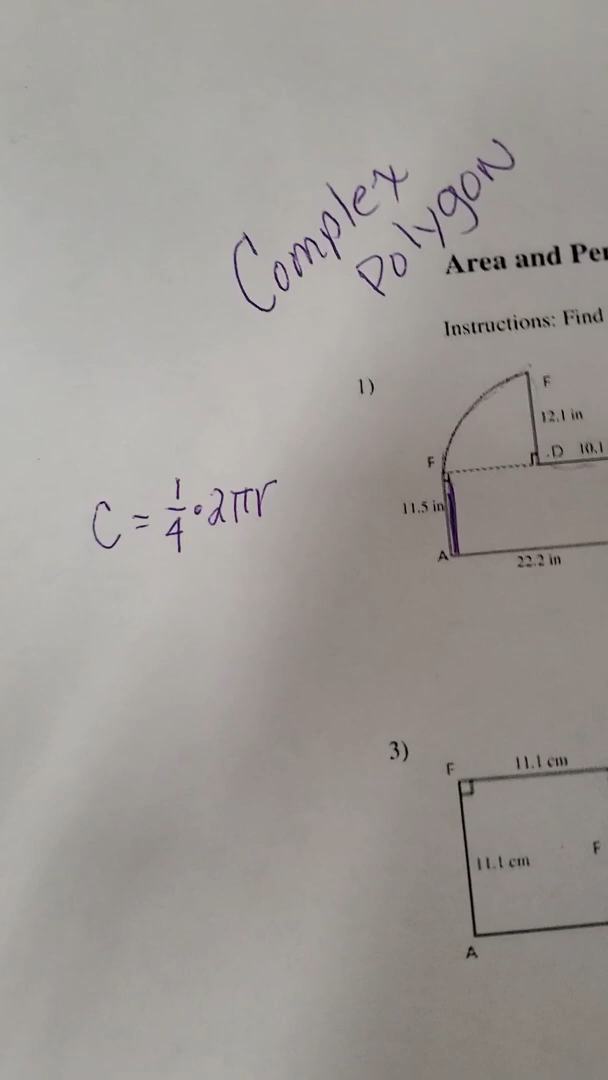 Complex
Polygon
Area and Per
Instructions: Find
1)
F
12.1 in
D 10.1
F
11.5 in
A
22.2 in
C = 1/4 · 2πr
3)
F
11.1 cm
11.1 cm
F
A